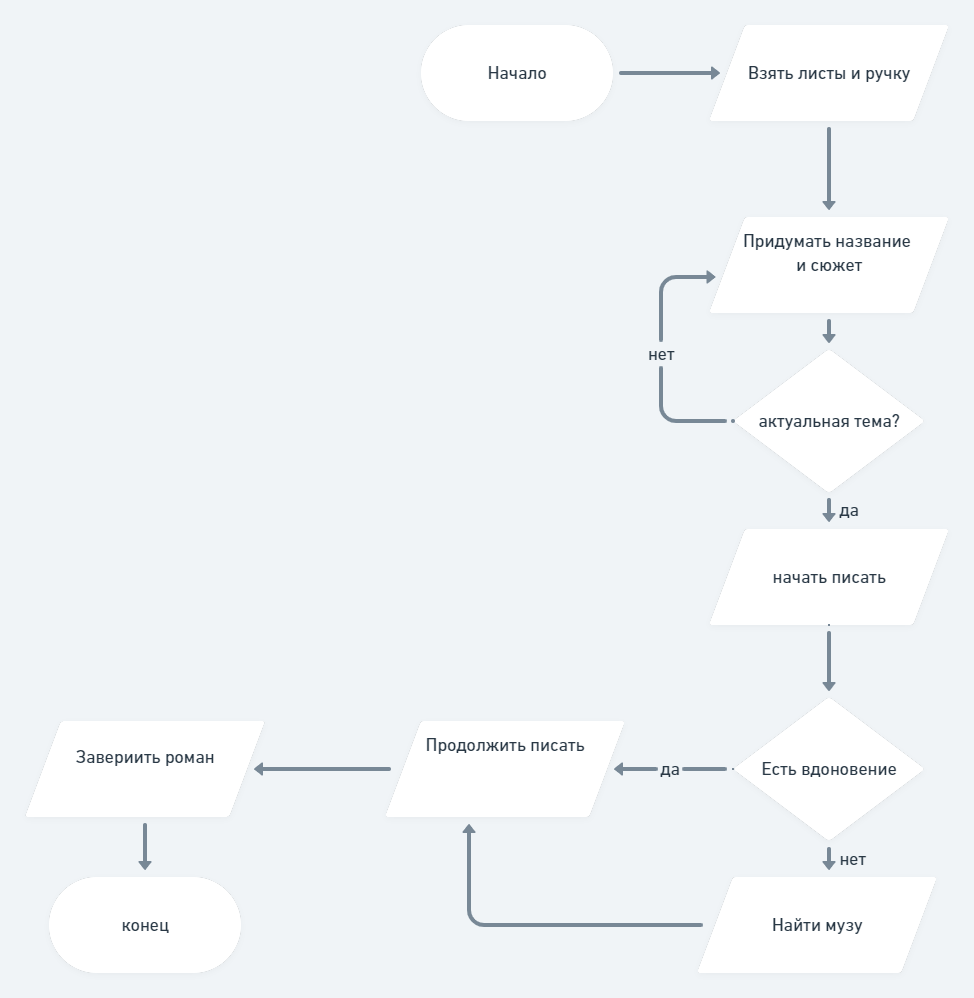 Начало
Взять листы и ручку
Придумать название
и сюжет
нет
актуальная тема?
да
начать писать
Есть вдоновение
да
Продолжить писать
Завериить роман
нет
Найти музу
конец